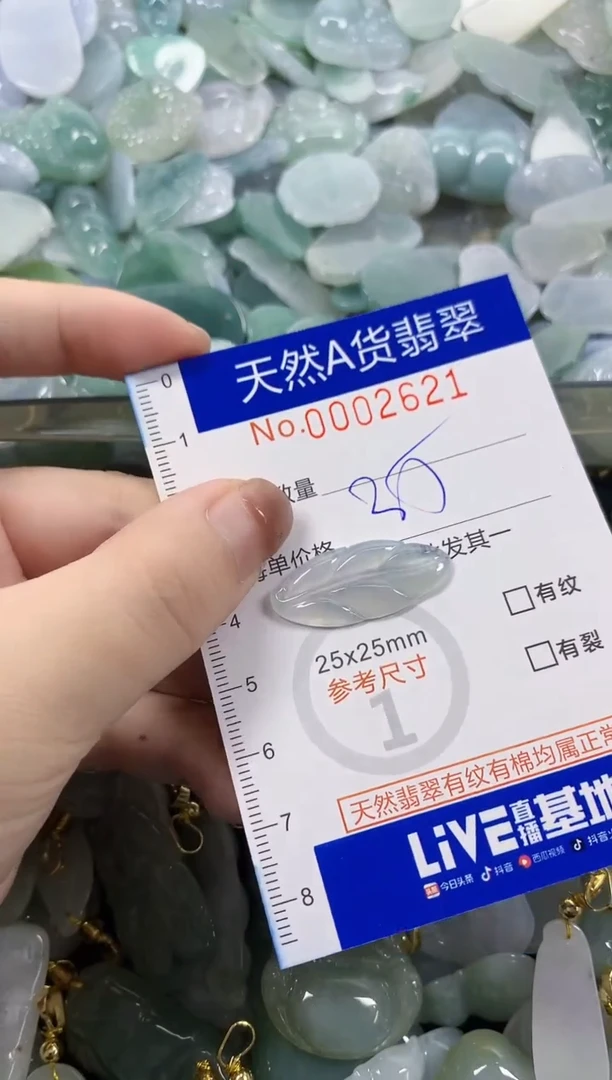 天然A货翡翠
No.0002621
数量
单价格
发其一
有纹
有裂
25x25mm
参考尺寸
1
天然翡翠有纹有棉均属正常
LiVE直播基地
今日头条 抖音 西瓜视频 抖音
0
1
4
5
6
7
8